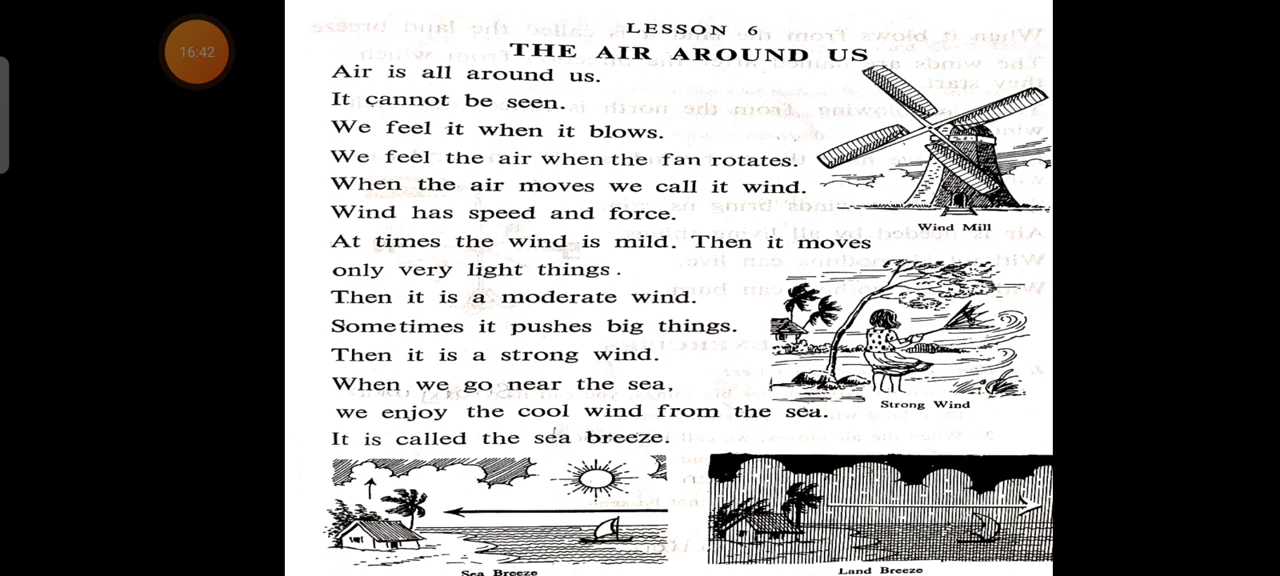 16:42
LESSON 6
THE AIR AROUND US
Air is all around us.
It cannot be seen.
We feel it when it blows.
We feel the air when the fan rotates.
When the air moves we call it wind.
Wind has speed and force.
Wind Mill
At times the wind is mild. Then it moves
only very light things.
Then it is a moderate wind.
Sometimes it pushes big things.
Then it is a strong wind.
When we go near the sea,
Strong Wind
we enjoy the cool wind from the sea.
It is called the sea breeze.
Sea Breeze
Land Breeze